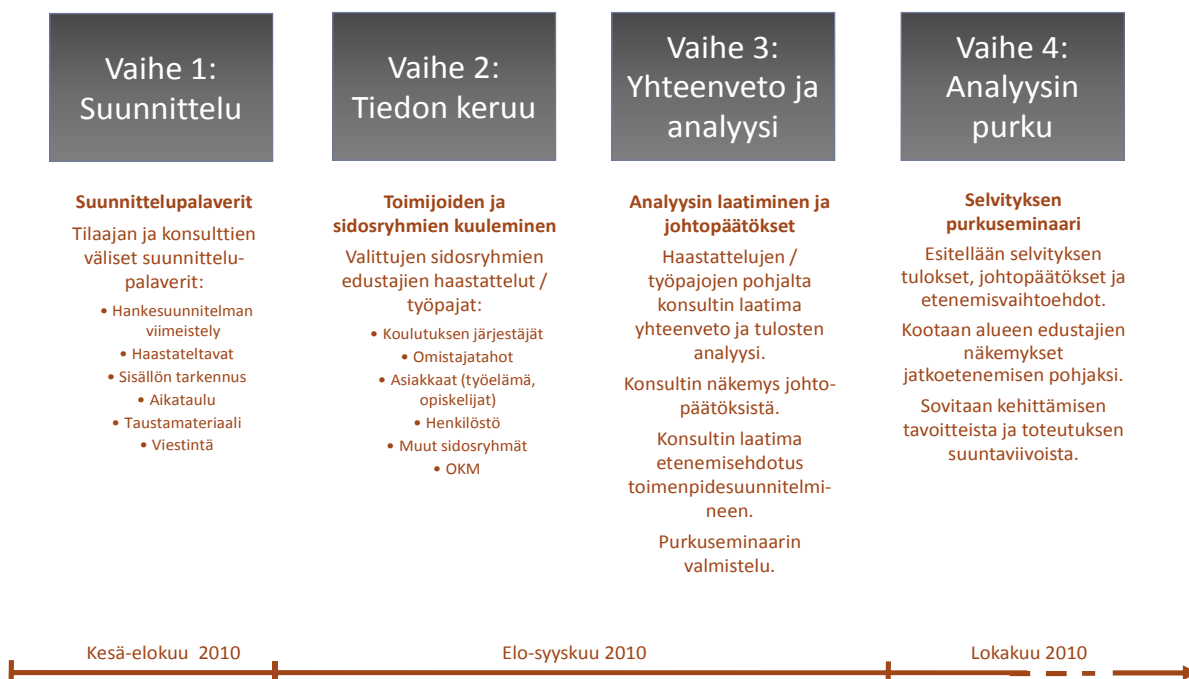 Vaihe 1:
Suunnittelu
Suunnittelupalaverit
Tilaajan ja konsulttien
väliset suunnittelu-
palaverit:
• Hankesuunnitelman
viimeistely
• Haastateltavat
• Sisällön tarkennus
• Aikataulu
• Taustamateriaali
• Viestintä
Vaihe 2:
Tiedon keruu
Toimijoiden ja
sidosryhmien kuuleminen
Valittujen sidosryhmien
edustajien haastattelut /
työpajat:
• Koulutuksen järjestäjät
• Omistajatahot
• Asiakkaat (työelämä,
opiskelijat)
• Henkilöstö
• Muut sidosryhmät
• OKM
Vaihe 3:
Yhteenveto ja
analyysi
Analyysin laatiminen ja
johtopäätökset
Haastattelujen /
työpajojen pohjalta
konsultin laatima
yhteenveto ja tulosten
analyysi.
Konsultin näkemys johto-
päätöksistä.
Konsultin laatima
etenemisehdotus
toimenpidesuunnitelmi-
neen.
Purkuseminaarin
valmistelu.
Vaihe 4:
Analyysin
purku
Selvityksen
purkuseminaari
Esitellään selvityksen
tulokset, johtopäätökset ja
etenemisvaihtoehdot.
Kootaan alueen edustajien
näkemykset
jatkoetenemisen pohjaksi.
Sovitaan kehittämisen
tavoitteista ja toteutuksen
suuntaviivoista.
Kesä-elokuu 2010
Elo-syyskuu 2010
Lokakuu 2010